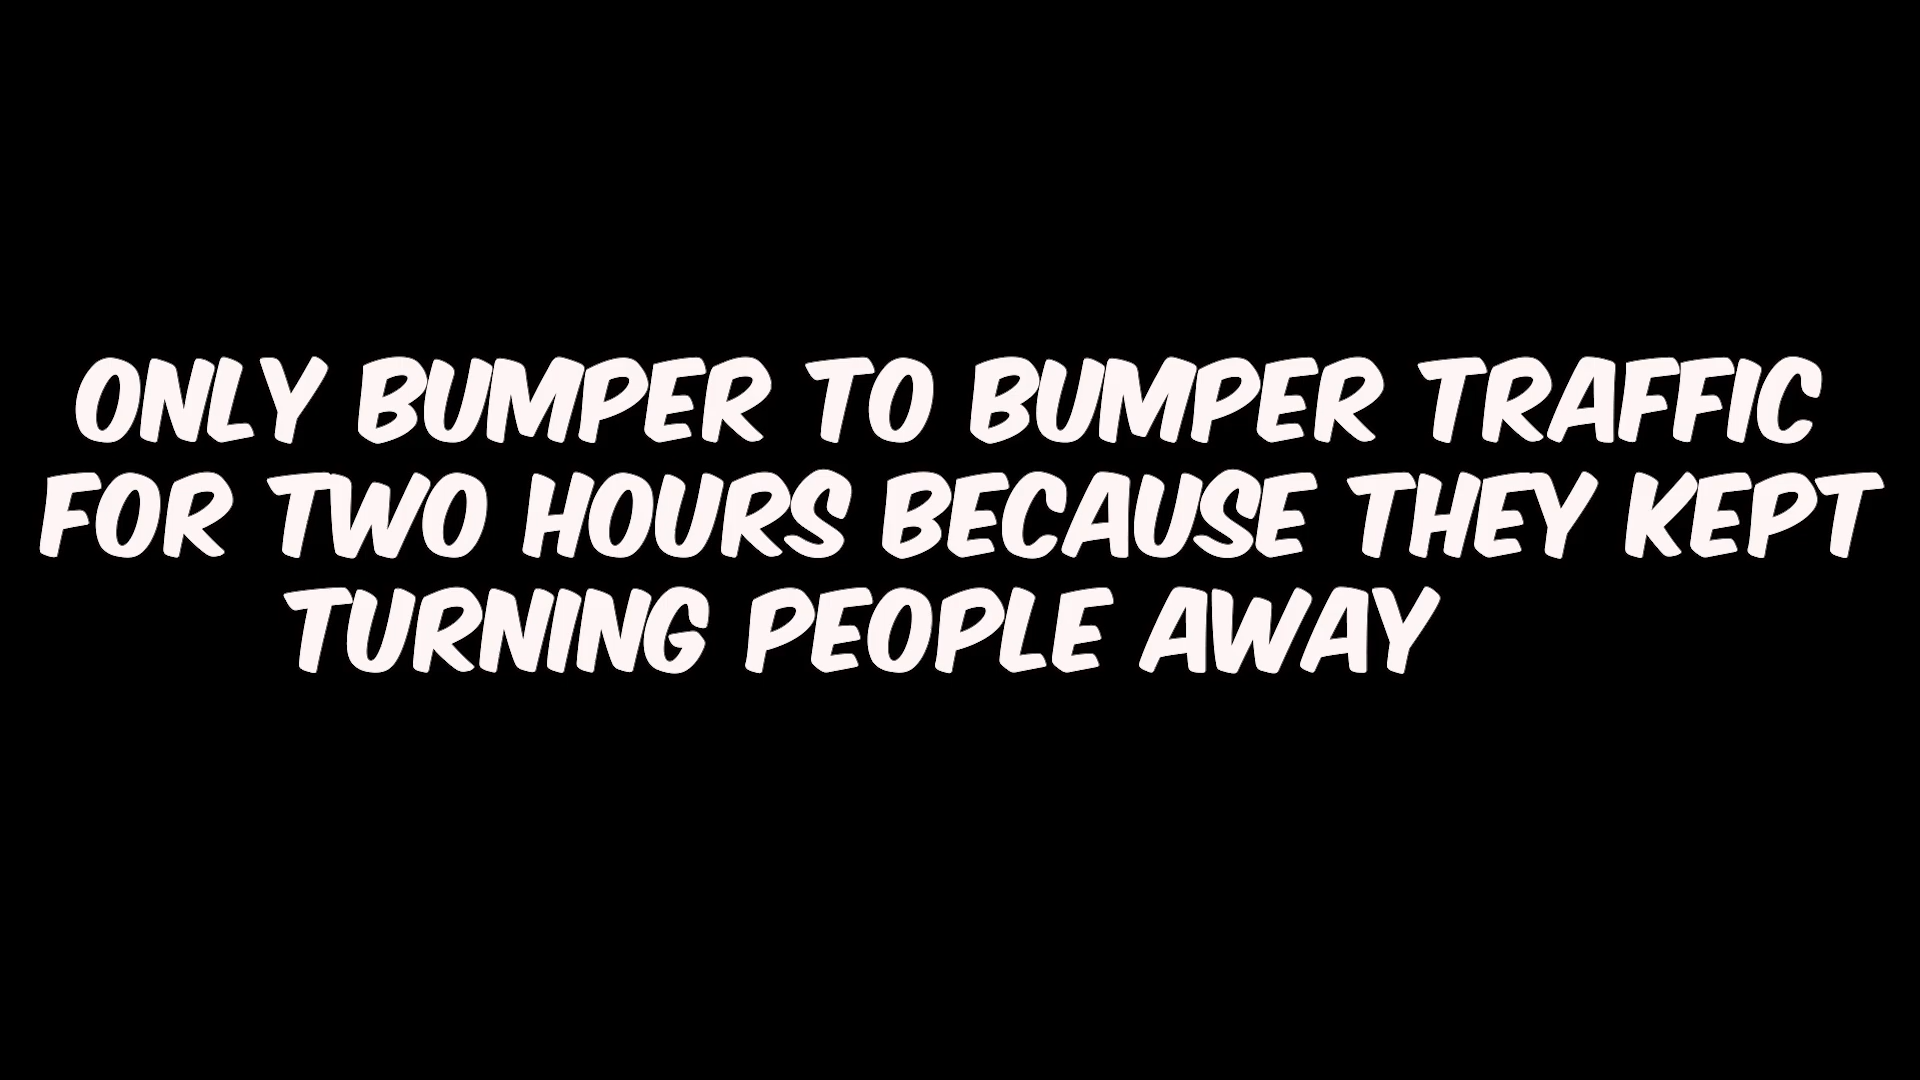 ONLY BUMPER TO BUMPER TRAFFIC
FOR TWO HOURS BECAUSE THEY KEPT
TURNING PEOPLE AWAY